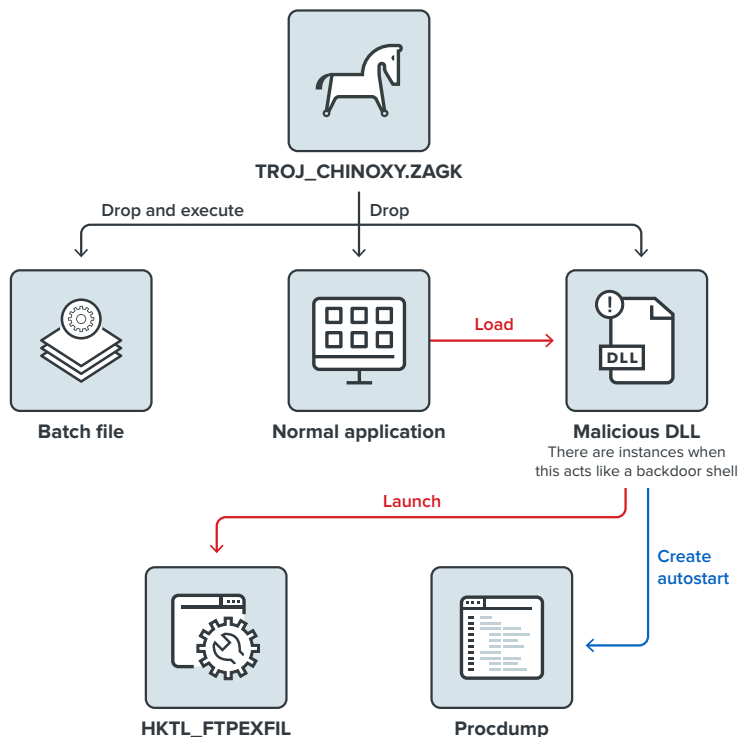 TROJ_CHINOXY.ZAGK
Drop and execute
Drop
Load
!
DLL
Batch file
Normal application
Malicious DLL
There are instances when
this acts like a backdoor shell
Launch
Create
autostart
HKTL_FTPEXFIL
Procdump